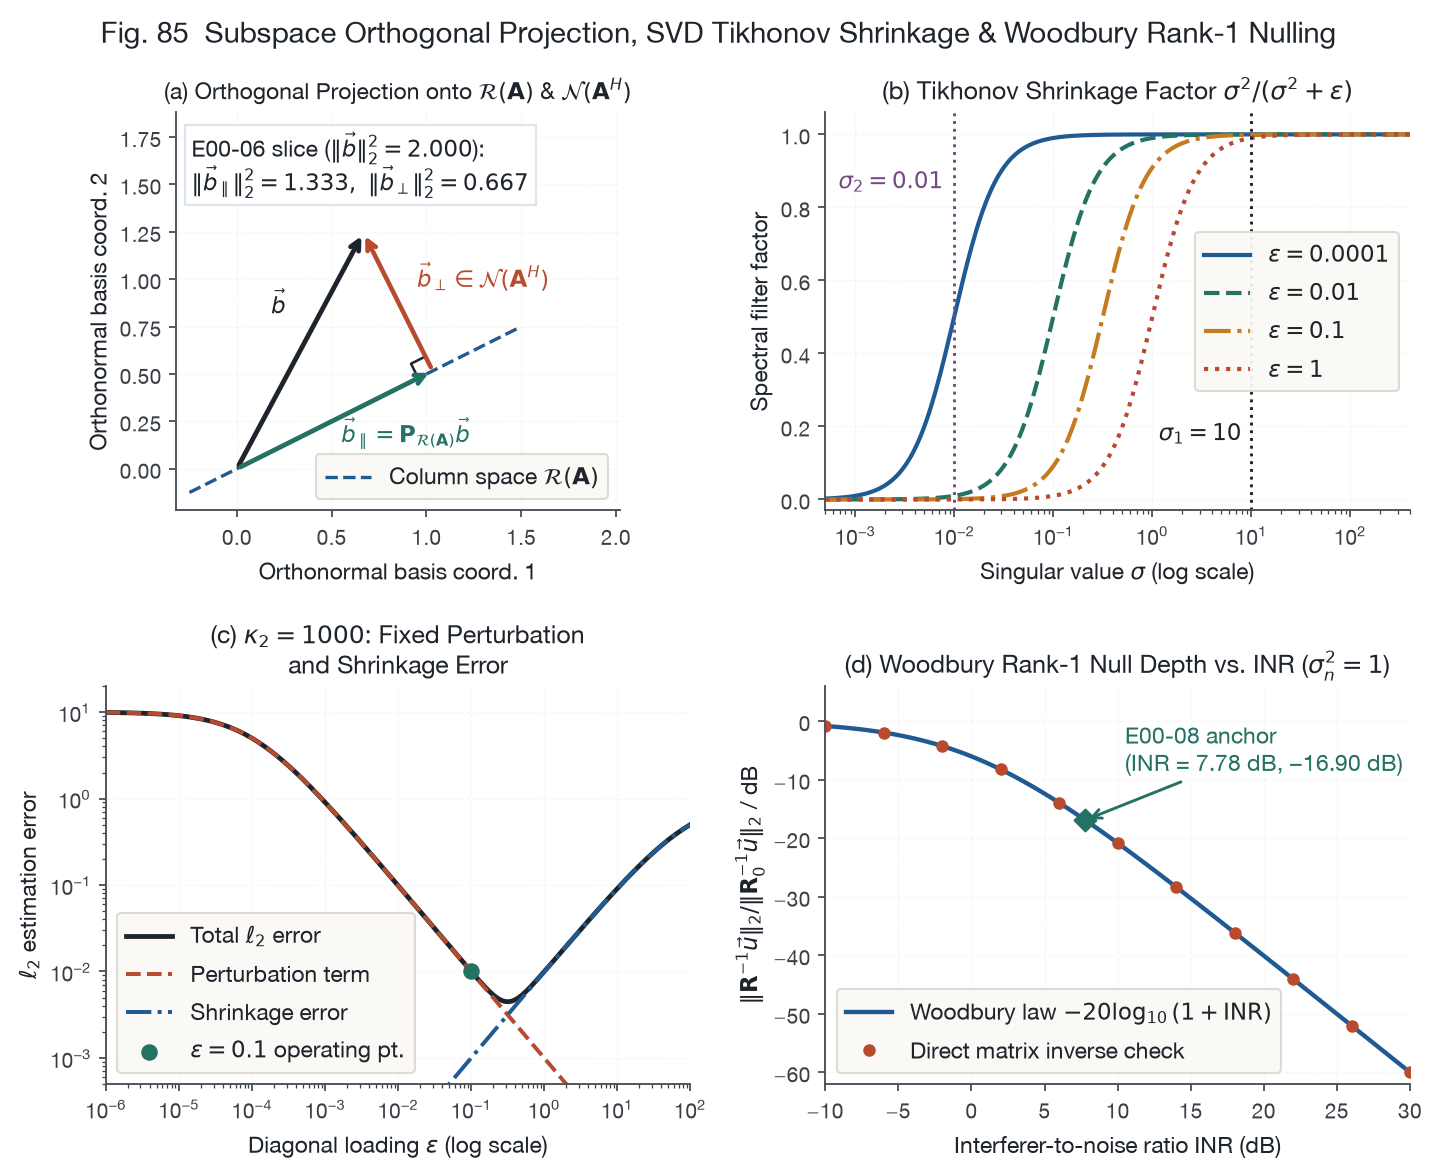 Fig. 85  Subspace Orthogonal Projection, SVD Tikhonov Shrinkage & Woodbury Rank-1 Nulling
(a) Orthogonal Projection onto ℛ(𝐀) & 𝒩(𝐀ᴴ)
Orthonormal basis coord. 2
1.75
1.50
1.25
1.00
0.75
0.50
0.25
0.00
E00-06 slice (‖b⃗‖₂² = 2.000):
‖b⃗∥‖₂² = 1.333, ‖b⃗⊥‖₂² = 0.667
b⃗⊥ ∈ 𝒩(𝐀ᴴ)
b⃗
b⃗∥ = 𝐏ℛ(𝐀)b⃗
Column space ℛ(𝐀)
0.0 0.5 1.0 1.5 2.0
Orthonormal basis coord. 1
(b) Tikhonov Shrinkage Factor σ²/(σ² + ε)
Spectral filter factor
1.0
0.8
0.6
0.4
0.2
0.0
σ₂ = 0.01
ε = 0.0001
ε = 0.01
ε = 0.1
ε = 1
σ₁ = 10
10⁻³ 10⁻² 10⁻¹ 10⁰ 10¹ 10²
Singular value σ (log scale)
(c) κ₂ = 1000: Fixed Perturbation
and Shrinkage Error
ℓ₂ estimation error
10¹
10⁰
10⁻¹
10⁻²
10⁻³
Total ℓ₂ error
Perturbation term
Shrinkage error
ε = 0.1 operating pt.
10⁻⁶ 10⁻⁵ 10⁻⁴ 10⁻³ 10⁻² 10⁻¹ 10⁰ 10¹ 10²
Diagonal loading ε (log scale)
(d) Woodbury Rank-1 Null Depth vs. INR (σₙ² = 1)
‖𝐑⁻¹u⃗‖₂/‖𝐑₀⁻¹u⃗‖₂ / dB
0
−10
−20
−30
−40
−50
−60
E00-08 anchor
(INR = 7.78 dB, −16.90 dB)
Woodbury law −20log₁₀(1 + INR)
Direct matrix inverse check
−10 −5 0 5 10 15 20 25 30
Interferer-to-noise ratio INR (dB)